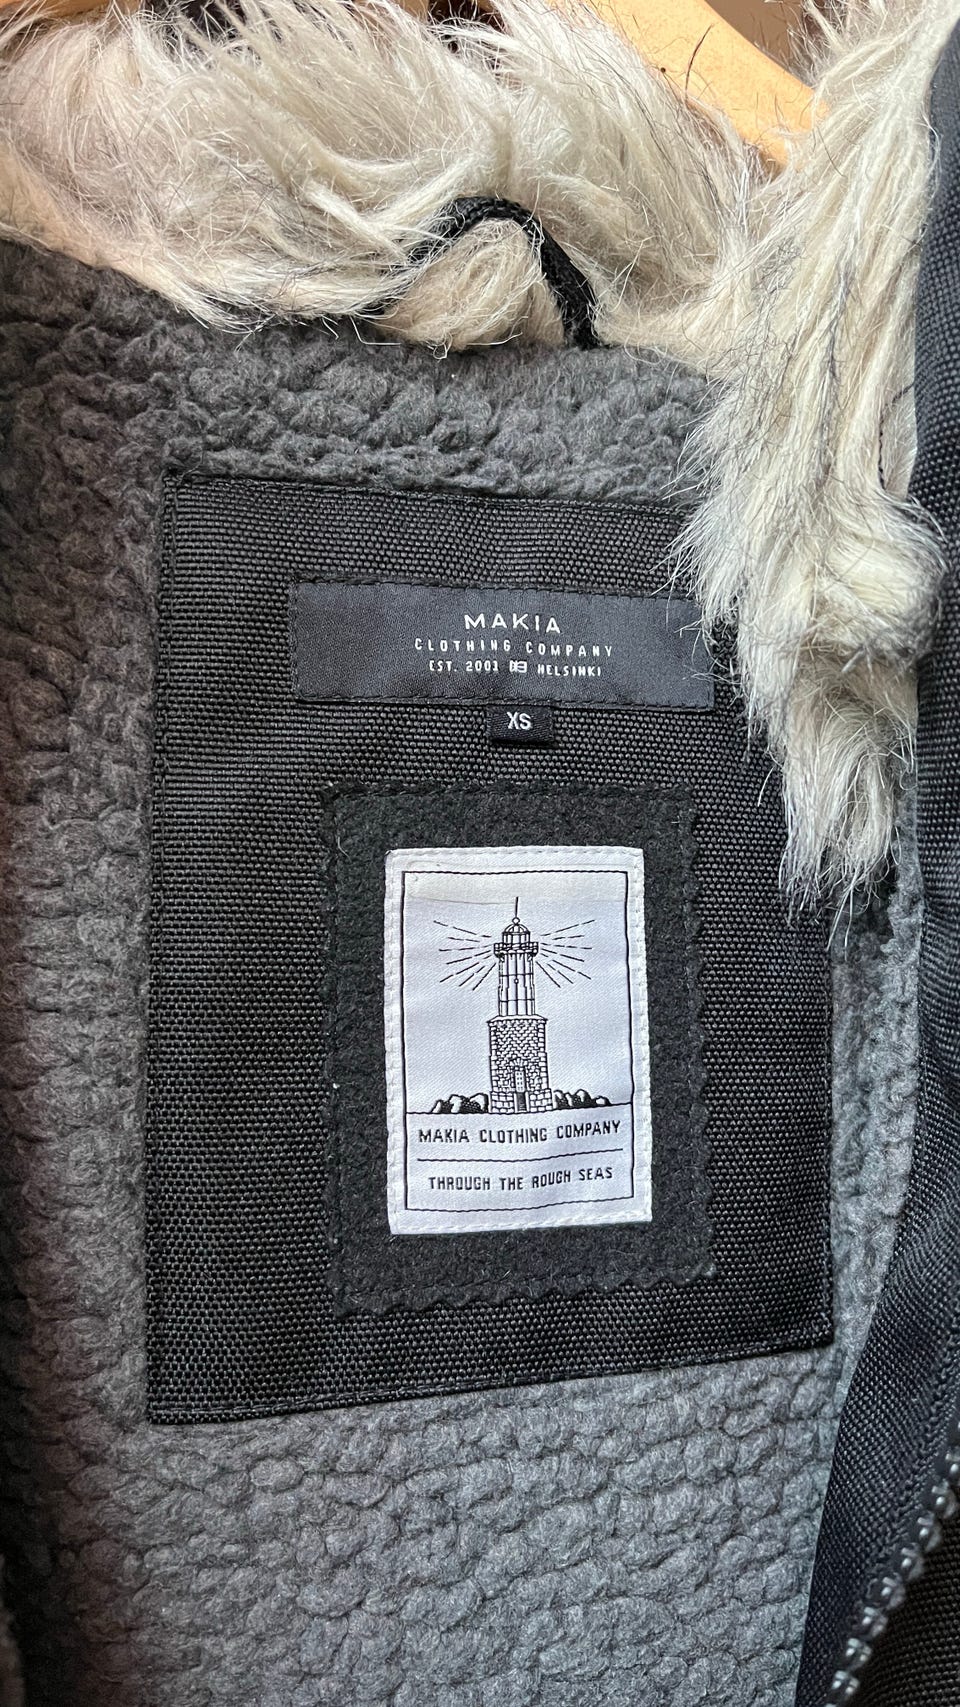 MAKIA
CLOTHING COMPANY
EST. 2001 HELSINKI
XS
MAKIA CLOTHING COMPANY
THROUGH THE ROUGH SEAS